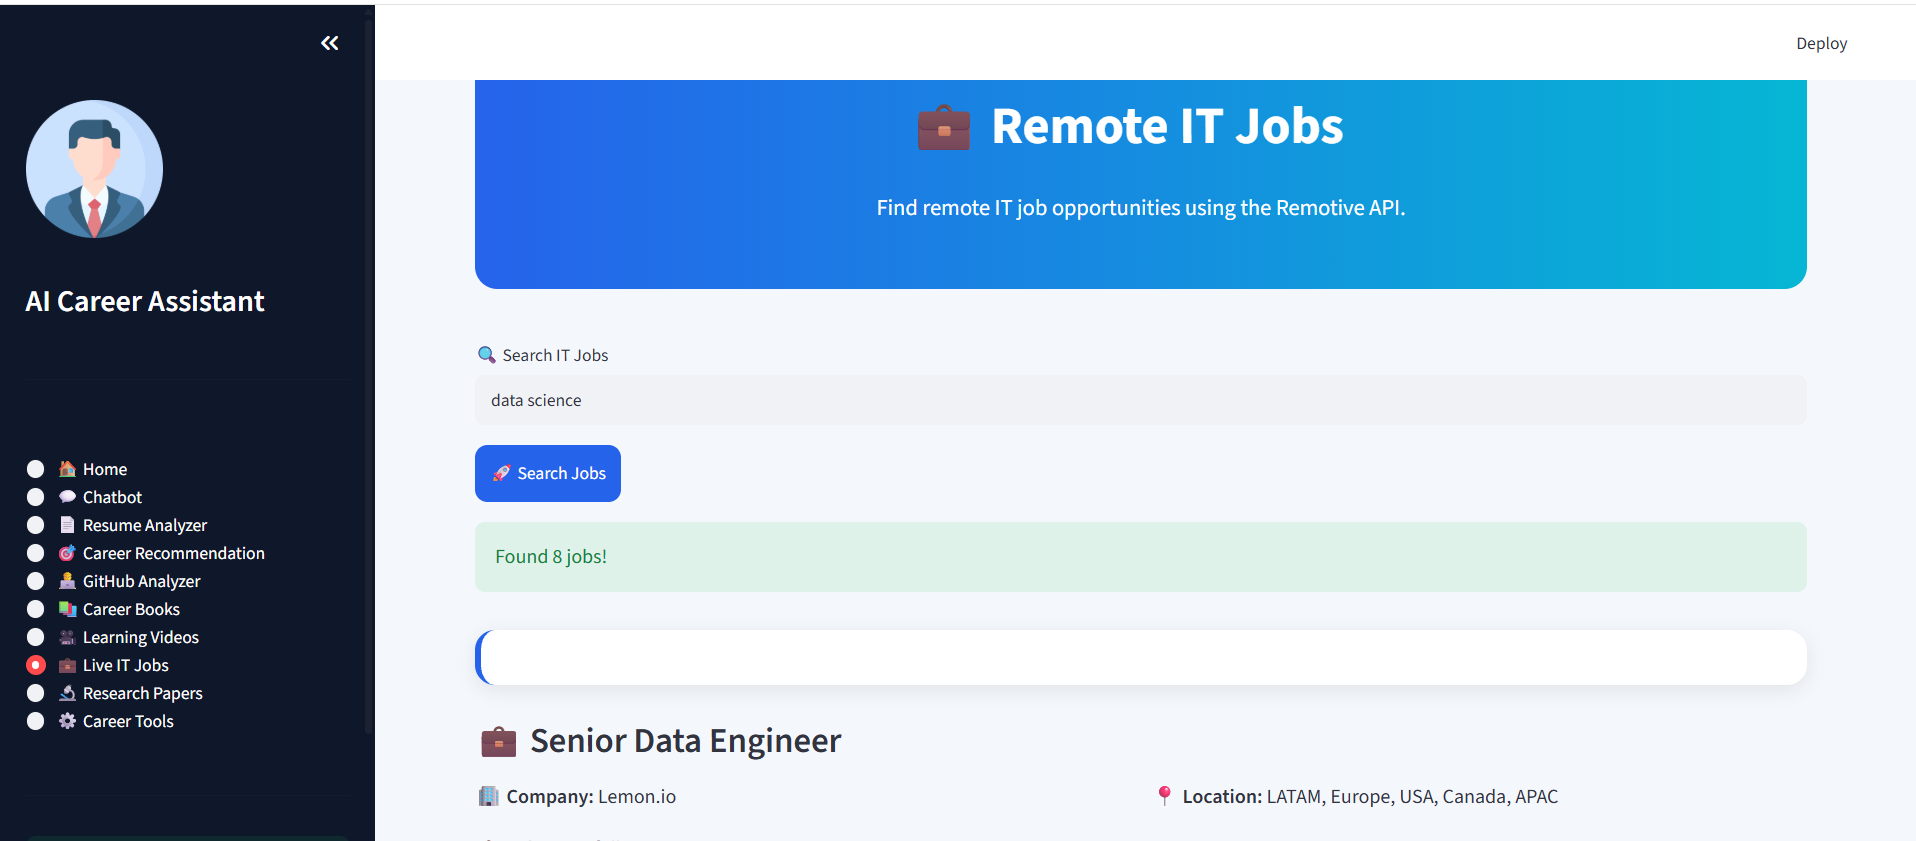 Deploy
AI Career Assistant
Home
Chatbot
Resume Analyzer
Career Recommendation
GitHub Analyzer
Career Books
Learning Videos
Live IT Jobs
Research Papers
Career Tools
Remote IT Jobs
Find remote IT job opportunities using the Remotive API.
Search IT Jobs
data science
Search Jobs
Found 8 jobs!
Senior Data Engineer
Company: Lemon.io
Location: LATAM, Europe, USA, Canada, APAC